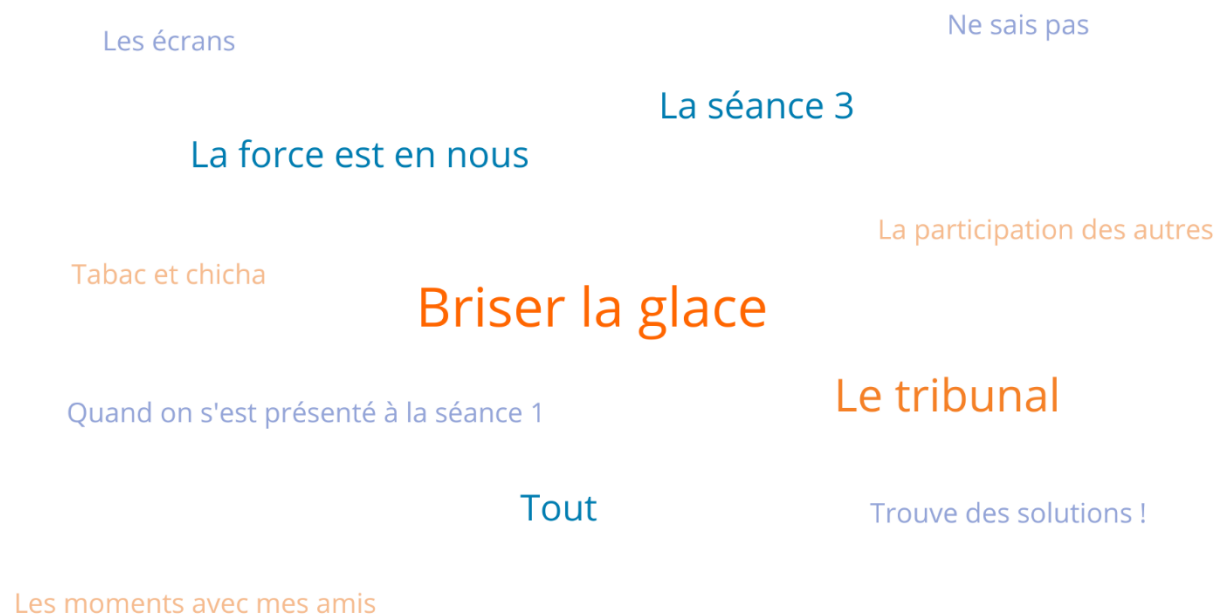 Ne sais pas
Les écrans
La séance 3
La force est en nous
La participation des autres
Tabac et chicha
Briser la glace
Le tribunal
Quand on s'est présenté à la séance 1
Tout
Trouve des solutions !
Les moments avec mes amis